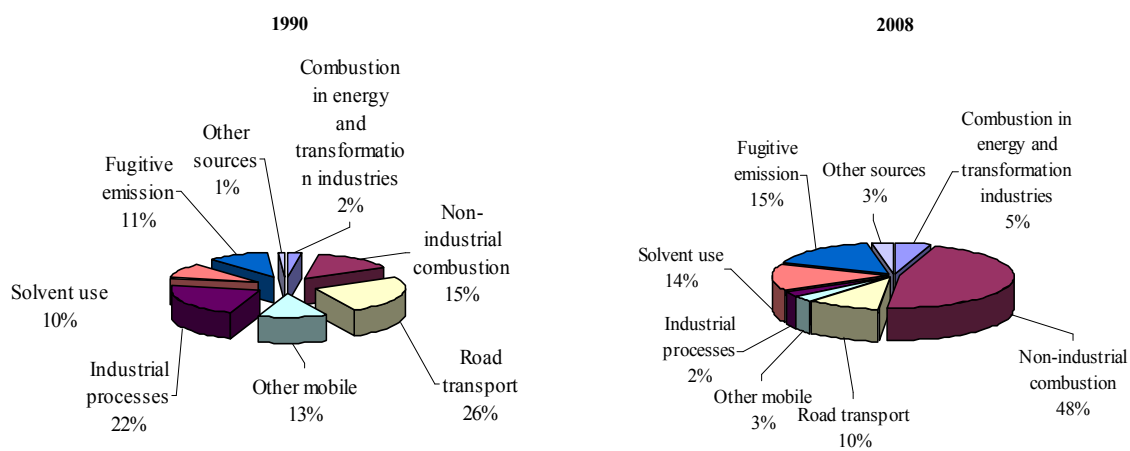 1990
Combustion
in energy
and
transformatio
n industries
2%
Other
sources
1%
Fugitive
emission
11%
Non-
industrial
combustion
15%
Solvent use
10%
Road
transport
26%
Industrial
processes
22%
Other mobile
13%
2008
Combustion in
energy and
transformation
industries
5%
Fugitive
emission
15%
Other sources
3%
Solvent use
14%
Industrial
processes
2%
Other mobile
3%
Road transport
10%
Non-industrial
combustion
48%